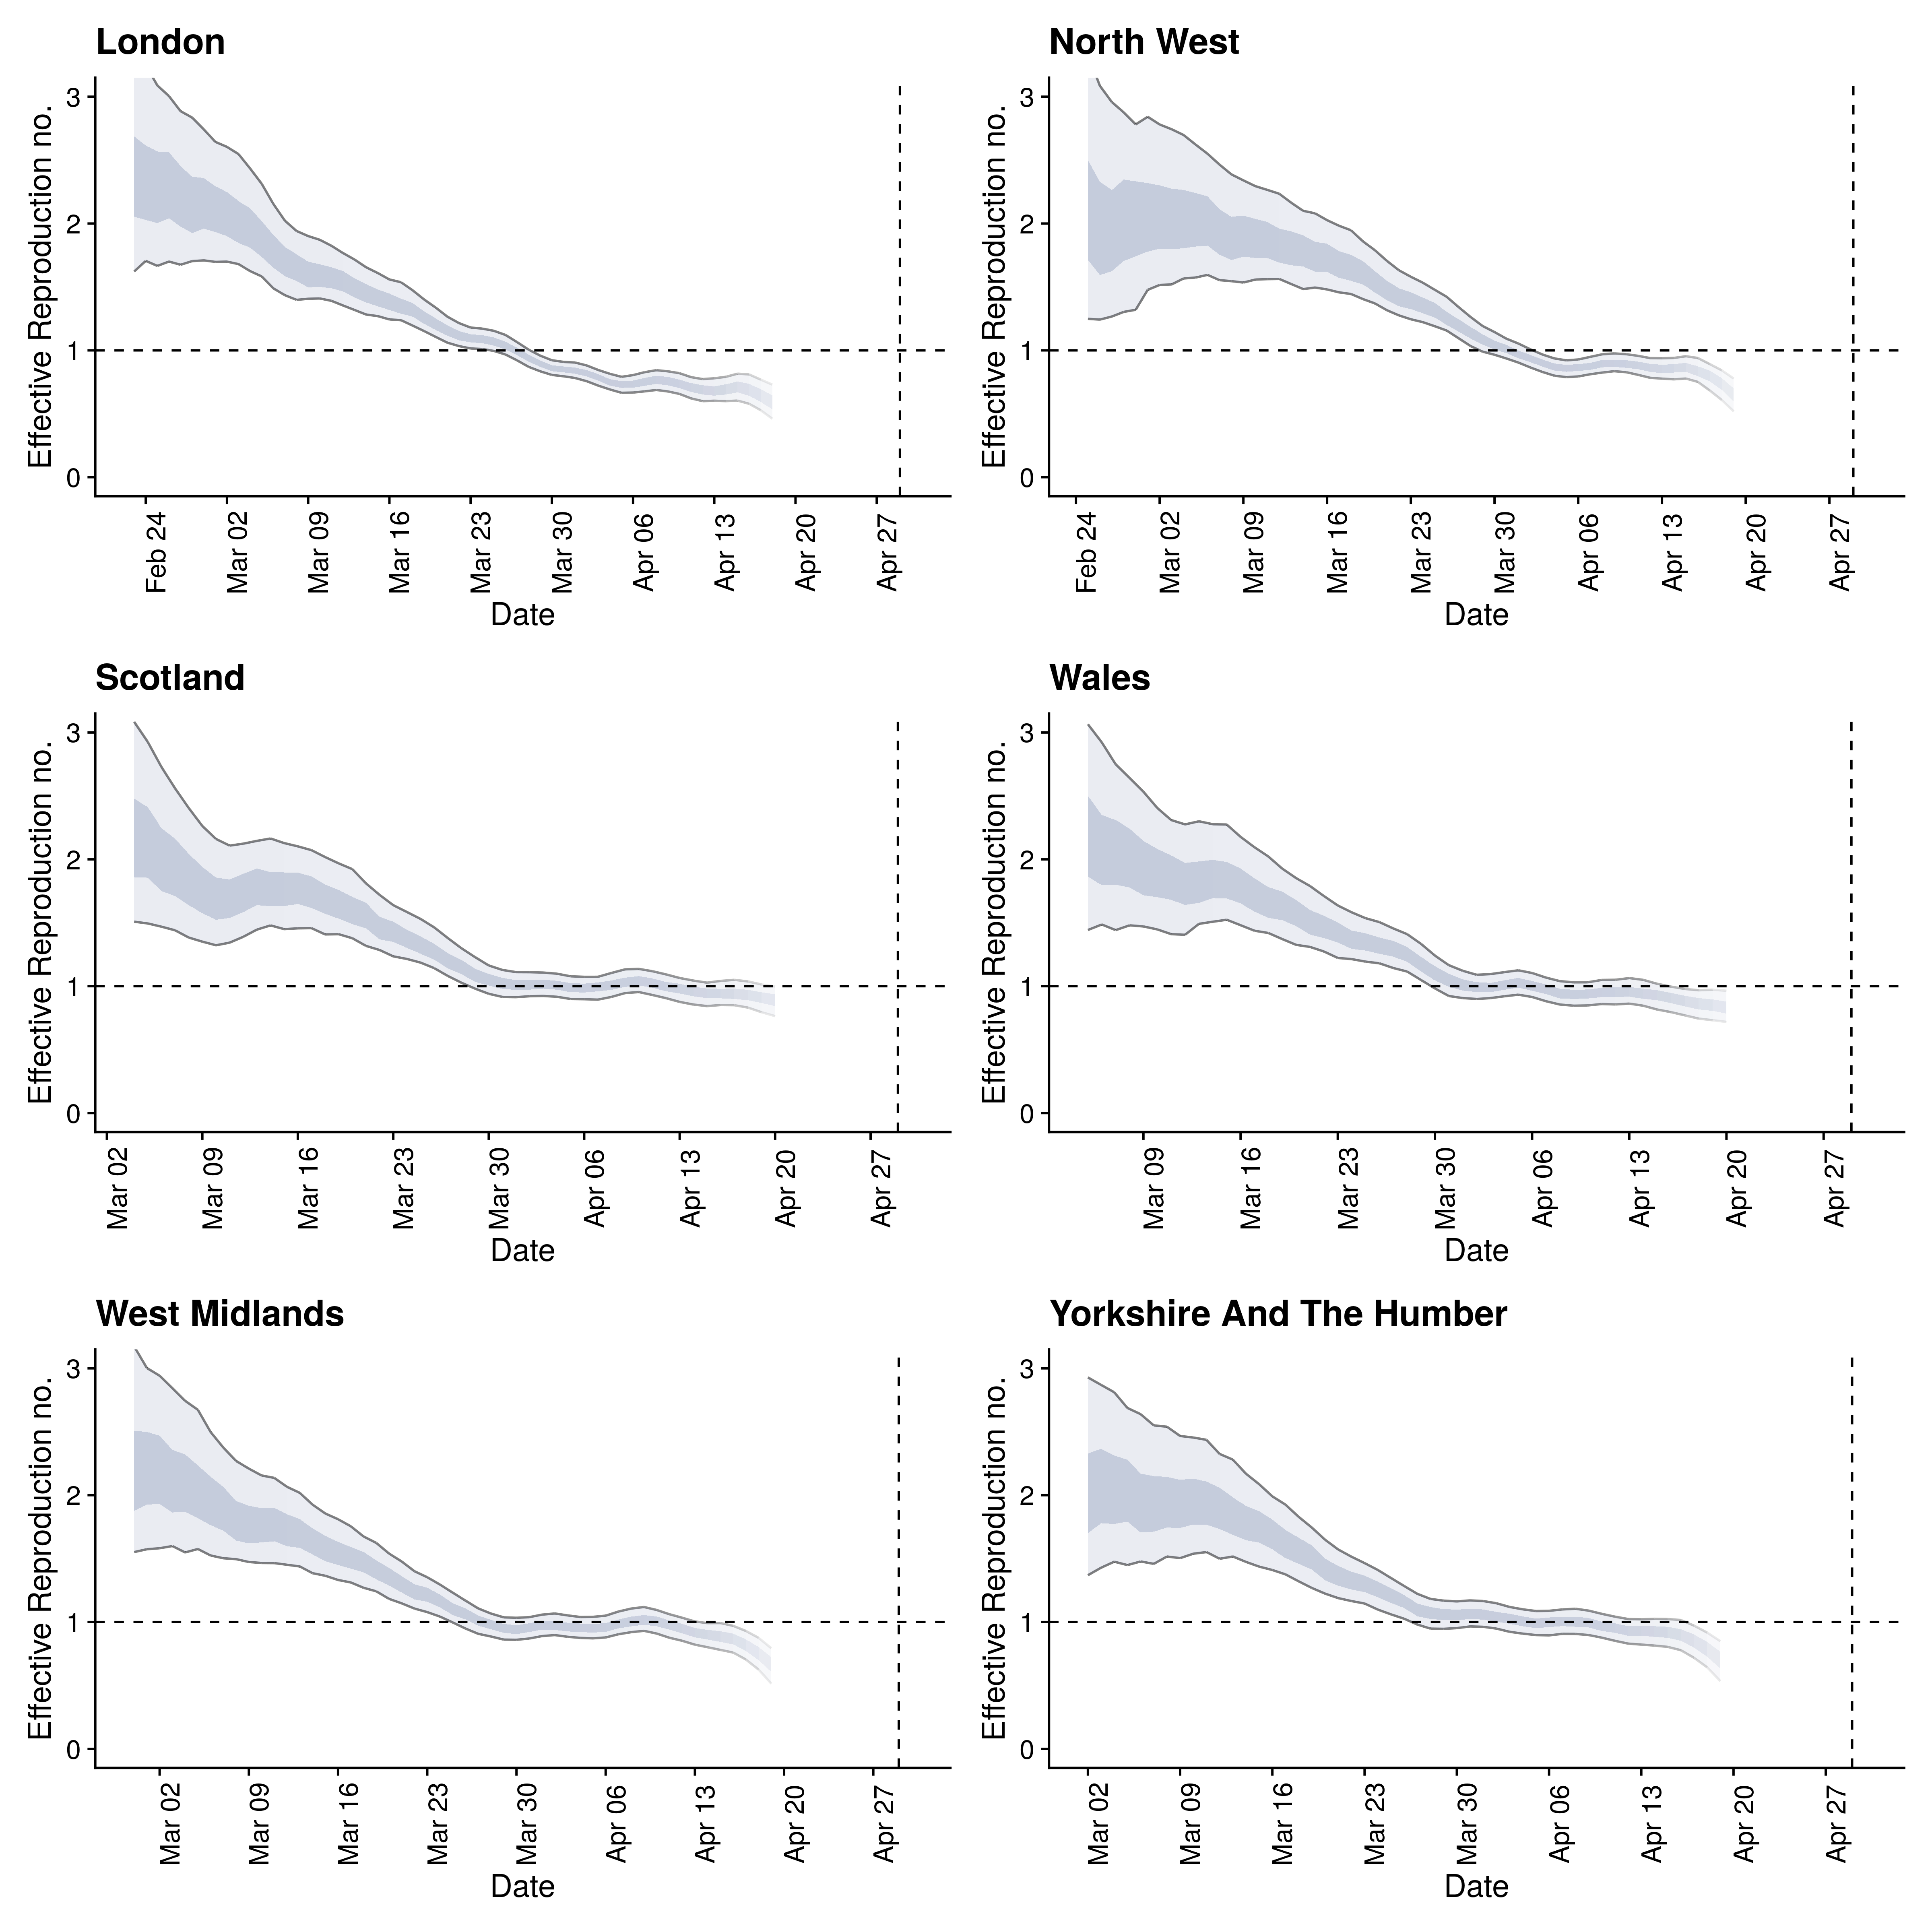 London
Effective Reproduction no.
3
2
1
0
Feb 24 Mar 02 Mar 09 Mar 16 Mar 23 Mar 30 Apr 06 Apr 13 Apr 20 Apr 27
Date
North West
Effective Reproduction no.
3
2
1
0
Feb 24 Mar 02 Mar 09 Mar 16 Mar 23 Mar 30 Apr 06 Apr 13 Apr 20 Apr 27
Date
Scotland
Effective Reproduction no.
3
2
1
0
Mar 02 Mar 09 Mar 16 Mar 23 Mar 30 Apr 06 Apr 13 Apr 20 Apr 27
Date
Wales
Effective Reproduction no.
3
2
1
0
Mar 09 Mar 16 Mar 23 Mar 30 Apr 06 Apr 13 Apr 20 Apr 27
Date
West Midlands
Effective Reproduction no.
3
2
1
0
Mar 02 Mar 09 Mar 16 Mar 23 Mar 30 Apr 06 Apr 13 Apr 20 Apr 27
Date
Yorkshire And The Humber
Effective Reproduction no.
3
2
1
0
Mar 02 Mar 09 Mar 16 Mar 23 Mar 30 Apr 06 Apr 13 Apr 20 Apr 27
Date